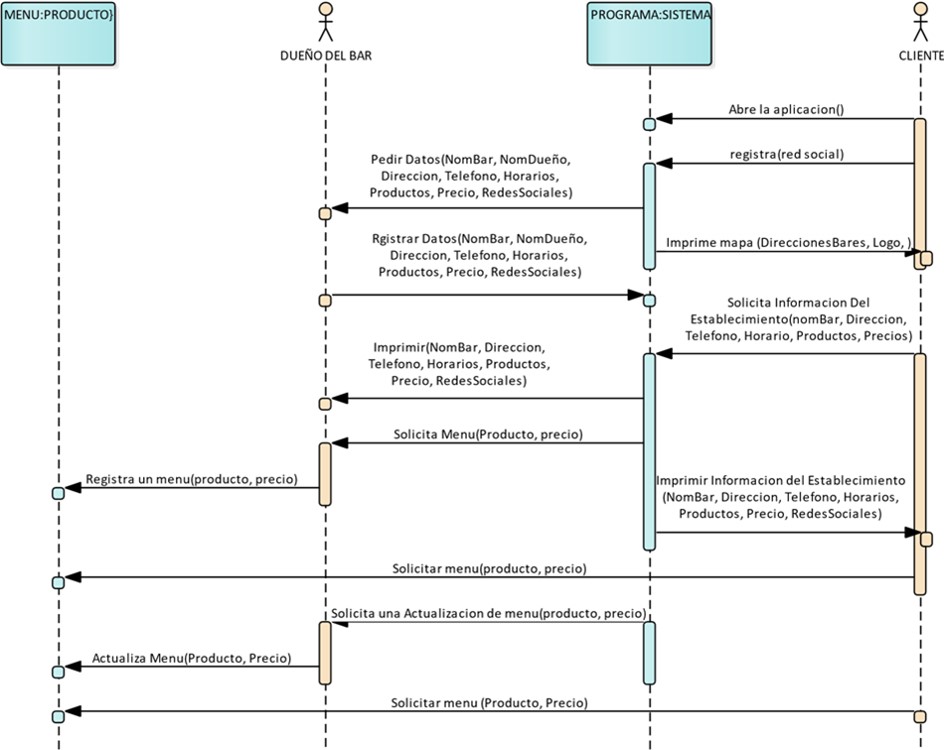 MENU:PRODUCTO}
DUEÑO DEL BAR
PROGRAMA:SISTEMA
CLIENTE
Abre la aplicacion()
registra(red social)
Pedir Datos(NomBar, NomDueño,
Direccion, Telefono, Horarios,
Productos, Precio, RedesSociales)
Imprime mapa (DireccionesBares, Logo, )
Rgistrar Datos(NomBar, NomDueño,
Direccion, Telefono, Horarios,
Productos, Precio, RedesSociales)
Solicita Informacion Del
Establecimiento(nomBar, Direccion,
Telefono, Horario, Productos, Precios)
Imprimir(NomBar, Direccion,
Telefono, Horarios, Productos,
Precio, RedesSociales)
Solicita Menu(Producto, precio)
Registra un menu(producto, precio)
Imprimir Informacion del Establecimiento
(NomBar, Direccion, Telefono, Horarios,
Productos, Precio, RedesSociales)
Solicitar menu(producto, precio)
Solicita una Actualizacion de menu(producto, precio)
Actualiza Menu(Producto, Precio)
Solicitar menu (Producto, Precio)